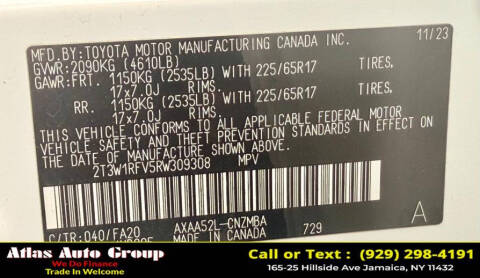 MFD.BY:TOYOTA MOTOR MANUFACTURING CANADA INC. 11/23
GVWR:2090KG (4610LB)
GAWR:FRT. 1150KG (2535LB) WITH 225/65R17 TIRES,
17x7.0J RIMS.
RR. 1150KG (2535LB) WITH 225/65R17 TIRES,
17x7.0J RIMS.
THIS VEHICLE CONFORMS TO ALL APPLICABLE FEDERAL MOTOR
VEHICLE SAFETY AND THEFT PREVENTION STANDARDS IN EFFECT
ON THE DATE OF MANUFACTURE SHOWN ABOVE.
2T3W1RFV5RW309308 MPV
C/TR:040/FA20 AXAA52L-CNZMBA A
MADE IN CANADA 729
Atlas Auto Group
We Do Finance
Trade In Welcome
Call or Text : (929) 298-4191
165-25 Hillside Ave Jamaica, NY11432